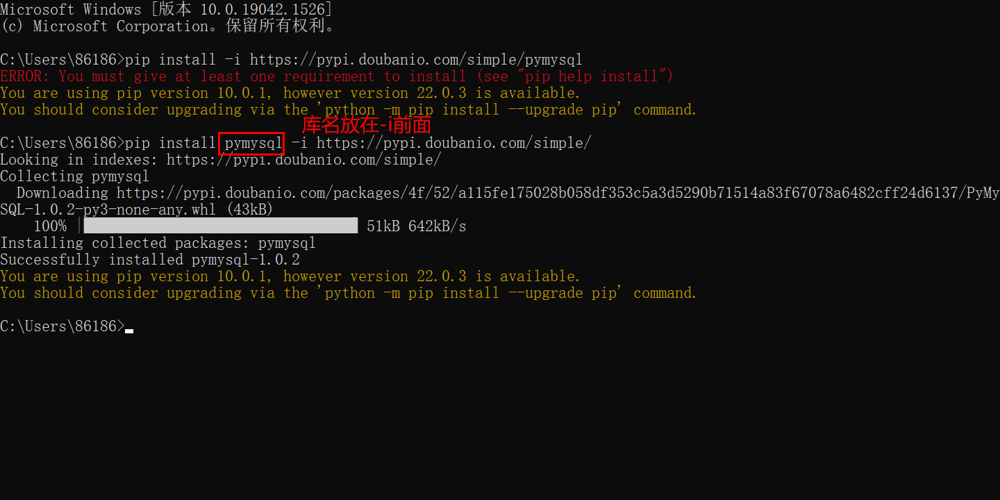 Microsoft Windows [版本 10.0.19042.1526]
(c) Microsoft Corporation。保留所有权利。
C:\Users\86186>pip install -i https://pypi.doubanio.com/simple/pymysql
ERROR: You must give at least one requirement to install (see "pip help install")
You are using pip version 10.0.1, however version 22.0.3 is available.
You should consider upgrading via the 'python -m pip install --upgrade pip' command.
库名放在-i前面
C:\Users\86186>pip install pymysql -i https://pypi.doubanio.com/simple/
Looking in indexes: https://pypi.doubanio.com/simple/
Collecting pymysql
Downloading https://pypi.doubanio.com/packages/4f/52/a115fe175028b058df353c5a3d5290b71514a83f67078a6482cff24d6137/PyMy
SQL-1.0.2-py3-none-any.whl (43kB)
100% |████████████████████████████████| 51kB 642kB/s
Installing collected packages: pymysql
Successfully installed pymysql-1.0.2
You are using pip version 10.0.1, however version 22.0.3 is available.
You should consider upgrading via the 'python -m pip install --upgrade pip' command.
C:\Users\86186>